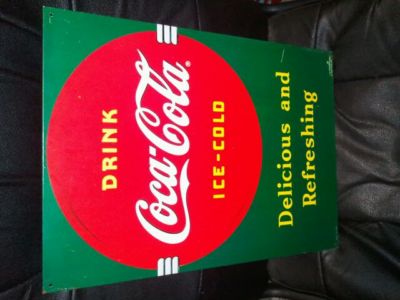 DRINK
Coca-Cola®
ICE-COLD
Delicious and
Refreshing